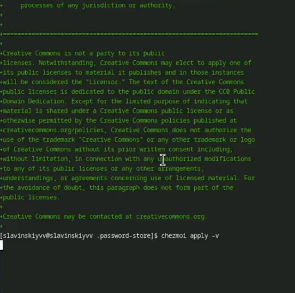 +     processes of any jurisdiction or authority.
+
+
+=======================================================================
+
+Creative Commons is not a party to its public
+licenses. Notwithstanding, Creative Commons may elect to apply one of
+its public licenses to material it publishes and in those instances
+will be considered the "Licensor." The text of the Creative Commons
+public licenses is dedicated to the public domain under the CC0 Public
+Domain Dedication. Except for the limited purpose of indicating that
+material is shared under a Creative Commons public license or as
+otherwise permitted by the Creative Commons policies published at
+creativecommons.org/policies, Creative Commons does not authorize the
+use of the trademark "Creative Commons" or any other trademark or logo
+of Creative Commons without its prior written consent including,
+without limitation, in connection with any unauthorized modifications
+to any of its public licenses or any other arrangements,
+understandings, or agreements concerning use of licensed material. For
+the avoidance of doubt, this paragraph does not form part of the
+public licenses.
+
+Creative Commons may be contacted at creativecommons.org.
+
[slavinskiyvv@slavinskiyvv .password-store]$ chezmoi apply -v